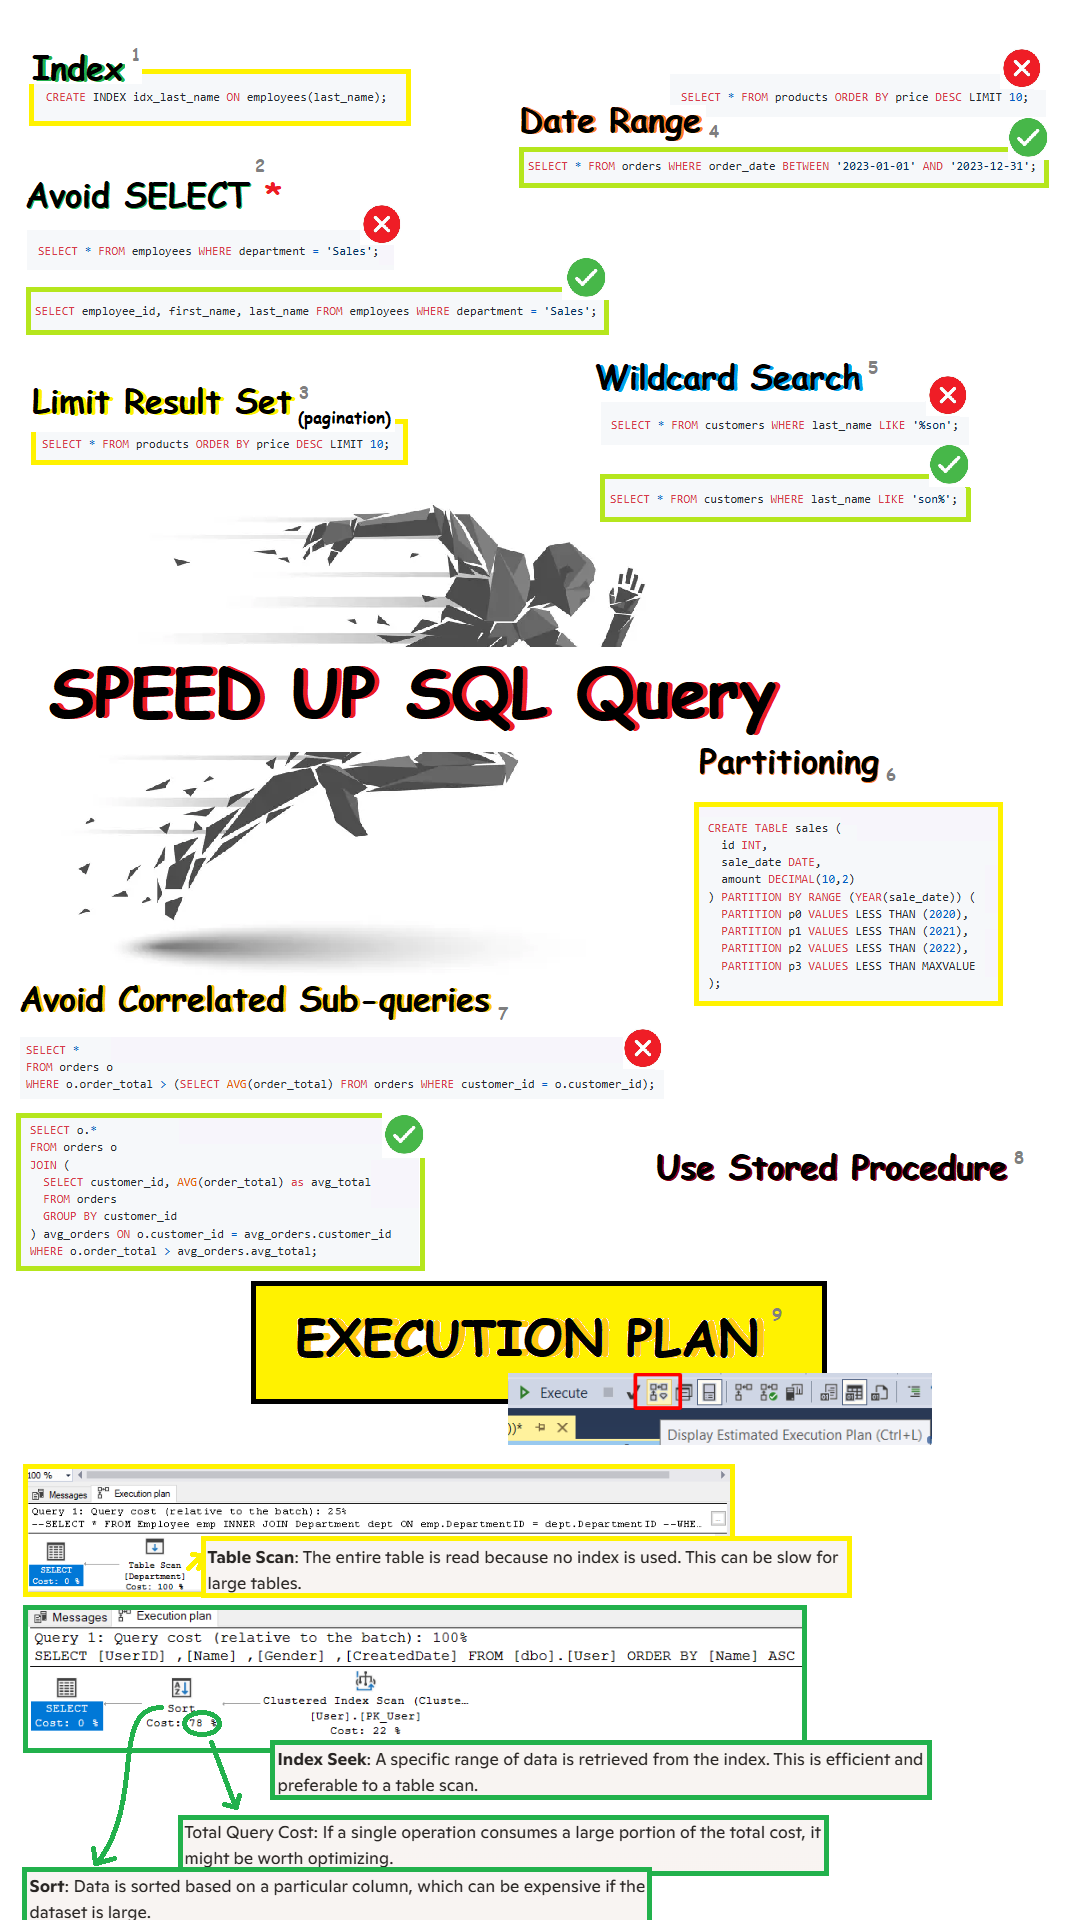 Index 1
CREATE INDEX idx_last_name ON employees(last_name);
Avoid SELECT * 2
SELECT * FROM employees WHERE department = 'Sales';
SELECT employee_id, first_name, last_name FROM employees WHERE department = 'Sales';
Limit Result Set 3
(pagination)
SELECT * FROM products ORDER BY price DESC LIMIT 10;
SELECT * FROM products ORDER BY price DESC LIMIT 10;
Date Range 4
SELECT * FROM orders WHERE order_date BETWEEN '2023-01-01' AND '2023-12-31';
Wildcard Search 5
SELECT * FROM customers WHERE last_name LIKE '%son';
SELECT * FROM customers WHERE last_name LIKE 'son%';
SPEED UP SQL Query
Partitioning 6
CREATE TABLE sales (
id INT,
sale_date DATE,
amount DECIMAL(10,2)
) PARTITION BY RANGE (YEAR(sale_date)) (
PARTITION p0 VALUES LESS THAN (2020),
PARTITION p1 VALUES LESS THAN (2021),
PARTITION p2 VALUES LESS THAN (2022),
PARTITION p3 VALUES LESS THAN MAXVALUE
);
Avoid Correlated Sub-queries 7
SELECT *
FROM orders o
WHERE o.order_total > (SELECT AVG(order_total) FROM orders WHERE customer_id = o.customer_id);
SELECT o.*
FROM orders o
JOIN (
SELECT customer_id, AVG(order_total) as avg_total
FROM orders
GROUP BY customer_id
) avg_orders ON o.customer_id = avg_orders.customer_id
WHERE o.order_total > avg_orders.avg_total;
Use Stored Procedure 8
EXECUTION PLAN 9
Execute
))*
Display Estimated Execution Plan (Ctrl+L)
100 %
Messages Execution plan
Query 1: Query cost (relative to the batch): 25%
--SELECT * FROM Employee emp INNER JOIN Department dept ON emp.DepartmentID = dept.DepartmentID --WHE…
SELECT
Cost: 0 %
Table Scan
[Department]
Cost: 100 %
Table Scan: The entire table is read because no index is used. This can be slow for
large tables.
Messages Execution plan
Query 1: Query cost (relative to the batch): 100%
SELECT [UserID] ,[Name] ,[Gender] ,[CreatedDate] FROM [dbo].[User] ORDER BY [Name] ASC
SELECT
Cost: 0 %
Sort
Cost: 78 %
Clustered Index Scan (Cluste…
[User].[PK_User]
Cost: 22 %
Index Seek: A specific range of data is retrieved from the index. This is efficient and
preferable to a table scan.
Total Query Cost: If a single operation consumes a large portion of the total cost, it
might be worth optimizing.
Sort: Data is sorted based on a particular column, which can be expensive if the
dataset is large.